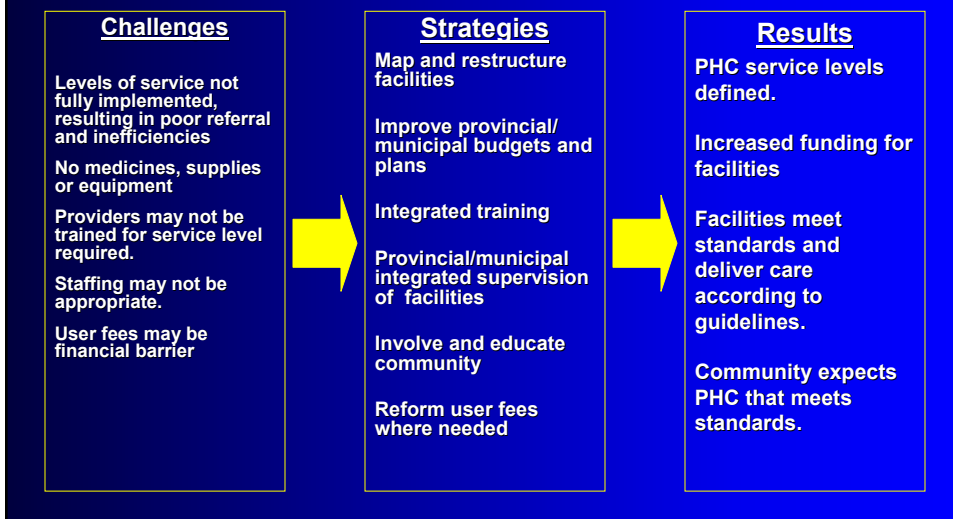 Challenges
Levels of service not
fully implemented,
resulting in poor referral
and inefficiencies
No medicines, supplies
or equipment
Providers may not be
trained for service level
required.
Staffing may not be
appropriate.
User fees may be
financial barrier
Strategies
Map and restructure
facilities
Improve provincial/
municipal budgets and
plans
Integrated training
Provincial/municipal
integrated supervision
of facilities
Involve and educate
community
Reform user fees
where needed
Results
PHC service levels
defined.
Increased funding for
facilities
Facilities meet
standards and
deliver care
according to
guidelines.
Community expects
PHC that meets
standards.